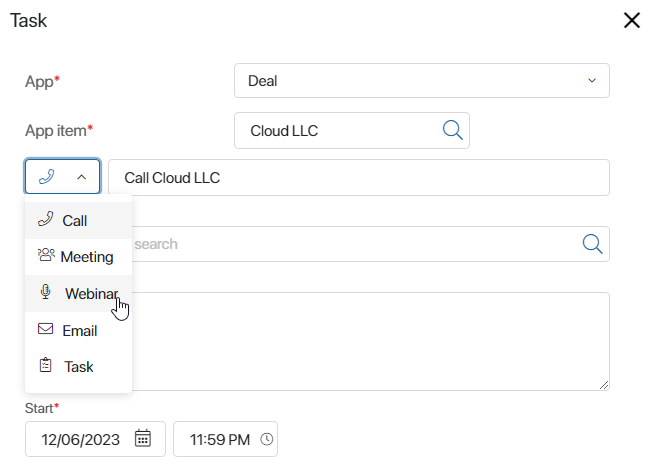 Task
App*
Deal
App item*
Cloud LLC
Call Cloud LLC
Call
search
Meeting
Webinar
Email
Task
Start*
12/06/2023
11:59 PM